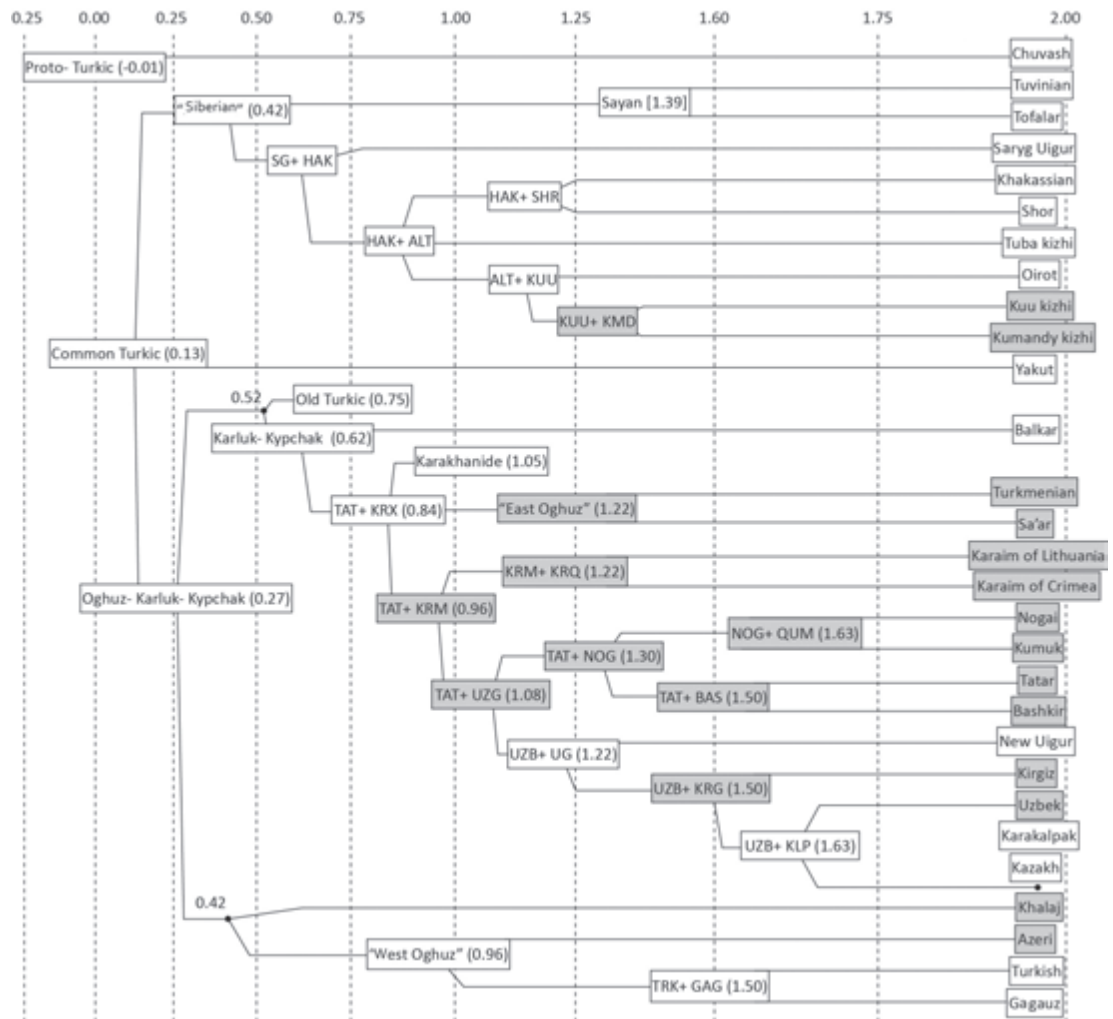 0.25 0.00 0.25 0.50 0.75 1.00 1.25 1.60 1.75 2.00
Chuvash
Proto- Turkic (-0.01)
Tuvinian
"Siberian" (0.42)
Sayan [1.39]
Tofalar
Saryg Uigur
SG+ HAK
Khakassian
HAK+ SHR
Shor
HAK+ ALT
Tuba kizhi
Oirot
ALT+ KUU
Kuu kizhi
KUU+ KMD
Kumandy kizhi
Common Turkic (0.13)
Yakut
0.52
Old Turkic (0.75)
Karluk- Kypchak (0.62)
Balkar
Karakhanide (1.05)
Turkmenian
TAT+ KRX (0.84)
"East Oghuz" (1.22)
Sa'ar
Karaim of Lithuania
KRM+ KRQ (1.22)
Karaim of Crimea
Oghuz- Karluk- Kypchak (0.27)
TAT+ KRM (0.96)
Nogai
NOG+ QUM (1.63)
Kumuk
TAT+ NOG (1.30)
Tatar
TAT+ UZG (1.08)
TAT+ BAS (1.50)
Bashkir
New Uigur
UZB+ UG (1.22)
Kirgiz
UZB+ KRG (1.50)
Uzbek
Karakalpak
UZB+ KLP (1.63)
Kazakh
0.42
Khalaj
Azeri
"West Oghuz" (0.96)
Turkish
TRK+ GAG (1.50)
Gagauz